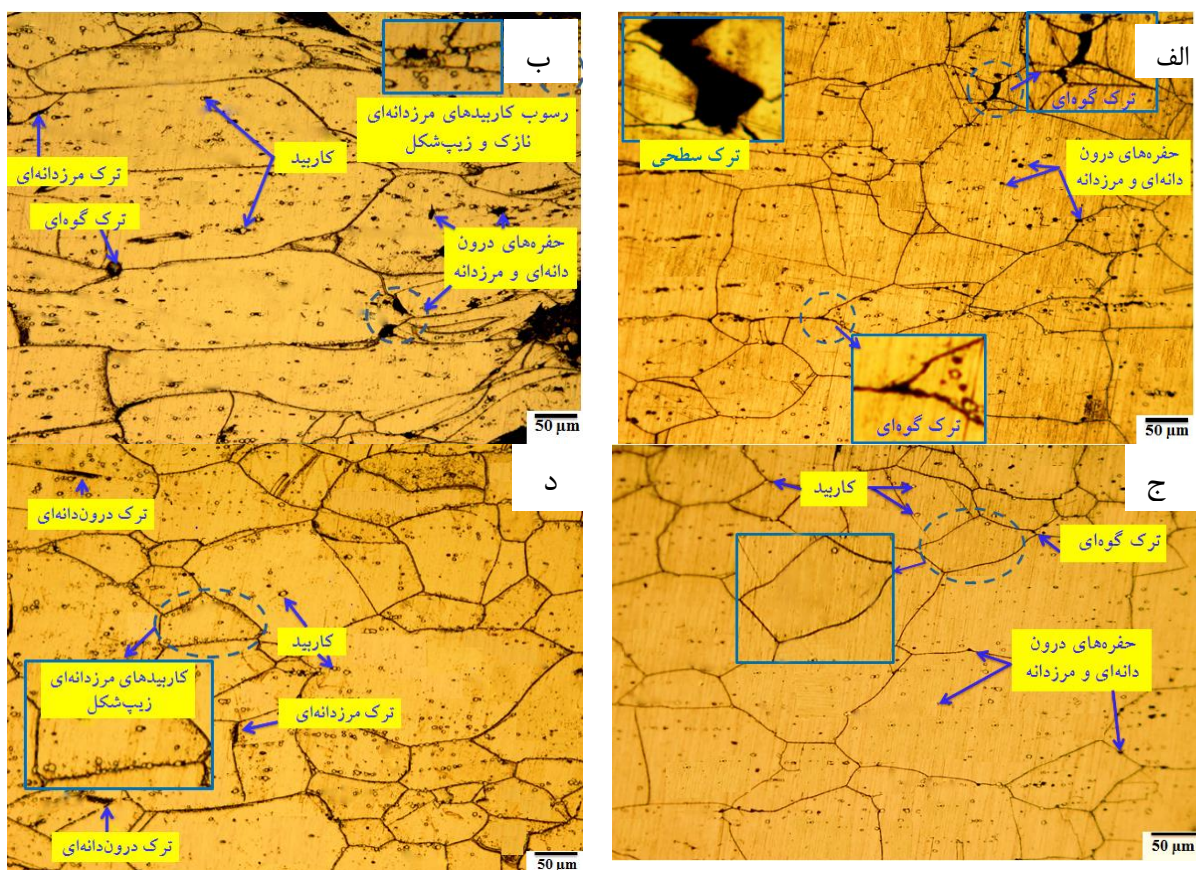 الف
ترک سطحی
ترک گوه‌ای
حفره‌های درون
دانه‌ای و مرزدانه
ترک گوه‌ای
50 µm
ب
رسوب کاربیدهای مرزدانه‌ای
نازک و زیپ‌شکل
کاربید
ترک مرزدانه‌ای
ترک گوه‌ای
حفره‌های درون
دانه‌ای و مرزدانه
50 µm
ج
کاربید
ترک گوه‌ای
حفره‌های درون
دانه‌ای و مرزدانه
50 µm
د
ترک درون‌دانه‌ای
کاربید
کاربیدهای مرزدانه‌ای
زیپ‌شکل
ترک مرزدانه‌ای
ترک درون‌دانه‌ای
50 µm